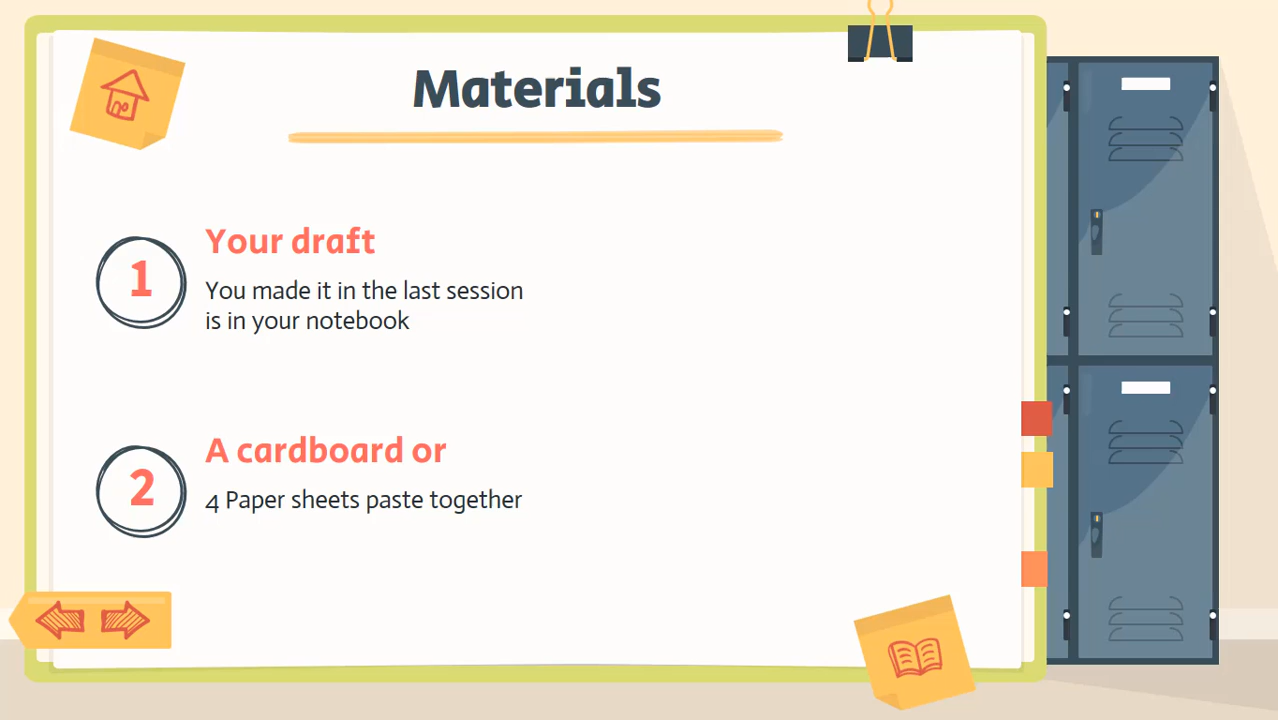 Materials
1
Your draft
You made it in the last session
is in your notebook
2
A cardboard or
4 Paper sheets paste together